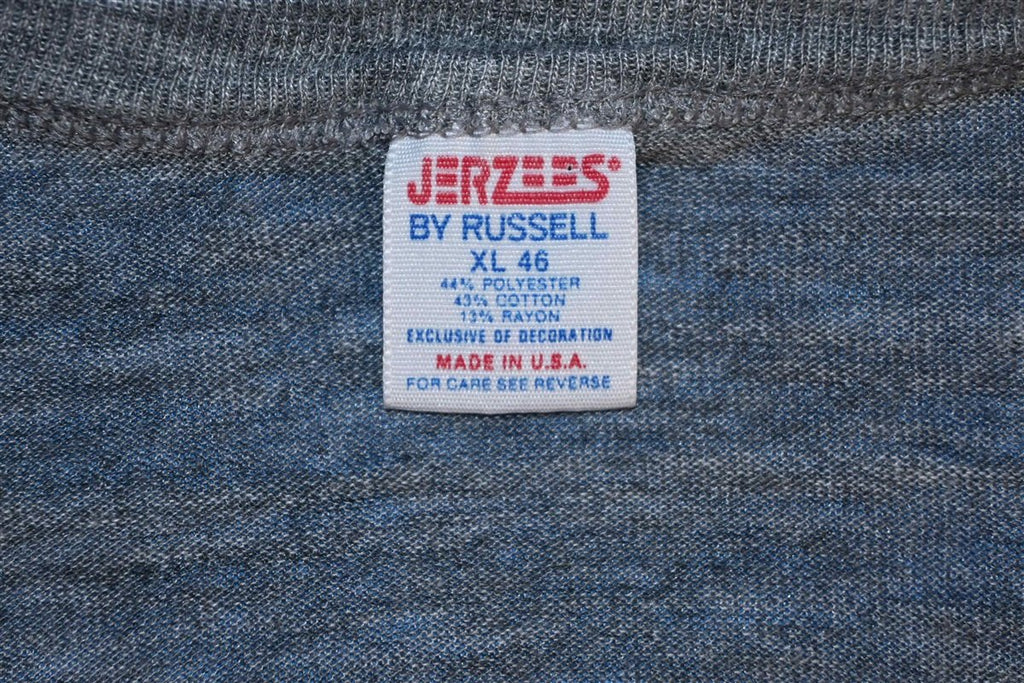 JERZEES
BY RUSSELL
XL 46
44% POLYESTER
43% COTTON
13% RAYON
EXCLUSIVE OF DECORATION
MADE IN U.S.A.
FOR CARE SEE REVERSE